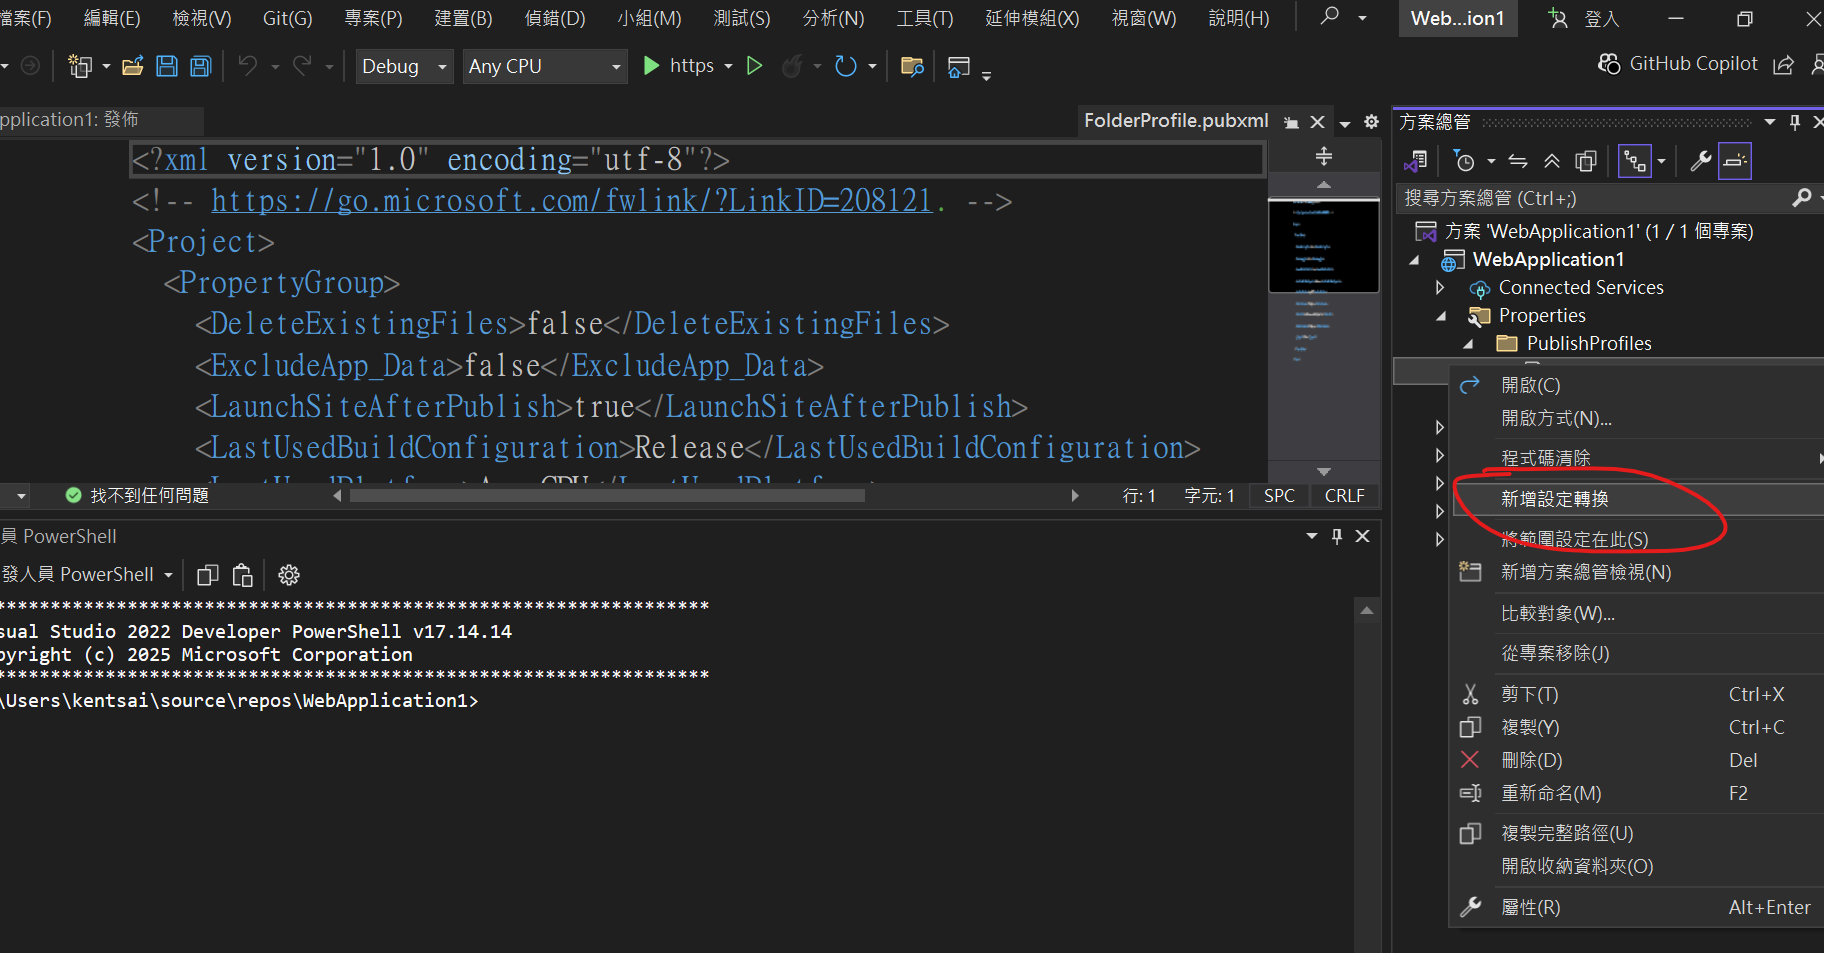 檔案(F) 編輯(E) 檢視(V) Git(G) 專案(P) 建置(B) 偵錯(D) 小組(M) 測試(S) 分析(N) 工具(T) 延伸模組(X) 視窗(W) 說明(H) Web...ion1 登入
Debug Any CPU https GitHub Copilot
pplication1: 發佈 FolderProfile.pubxml
<?xml version="1.0" encoding="utf-8"?>
<!-- https://go.microsoft.com/fwlink/?LinkID=208121. -->
<Project>
<PropertyGroup>
<DeleteExistingFiles>false</DeleteExistingFiles>
<ExcludeApp_Data>false</ExcludeApp_Data>
<LaunchSiteAfterPublish>true</LaunchSiteAfterPublish>
<LastUsedBuildConfiguration>Release</LastUsedBuildConfiguration>
找不到任何問題 行: 1 字元: 1 SPC CRLF
員 PowerShell
發人員 PowerShell
******************************************************************
sual Studio 2022 Developer PowerShell v17.14.14
pyright (c) 2025 Microsoft Corporation
******************************************************************
\Users\kentsai\source\repos\WebApplication1>
方案總管
搜尋方案總管 (Ctrl+;)
方案 'WebApplication1' (1 / 1 個專案)
WebApplication1
Connected Services
Properties
PublishProfiles
開啟(C)
開啟方式(N)...
程式碼清除
新增設定轉換
將範圍設定在此(S)
新增方案總管檢視(N)
比較對象(W)...
從專案移除(J)
剪下(T) Ctrl+X
複製(Y) Ctrl+C
刪除(D) Del
重新命名(M) F2
複製完整路徑(U)
開啟收納資料夾(O)
屬性(R) Alt+Enter